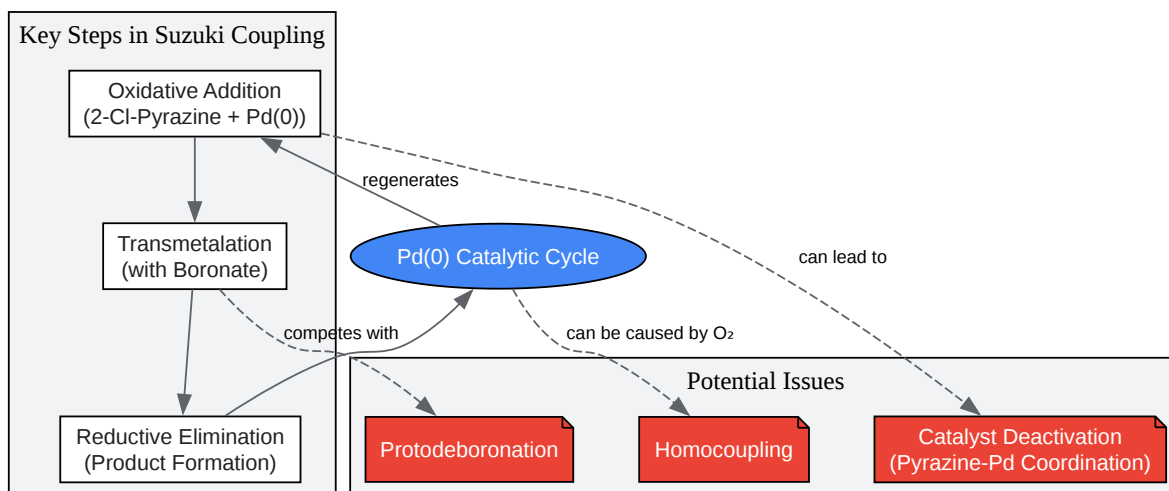 Key Steps in Suzuki Coupling
Oxidative Addition
(2-Cl-Pyrazine + Pd(0))
regenerates
Transmetalation
(with Boronate)
Pd(0) Catalytic Cycle
can lead to
competes with
can be caused by O₂
Potential Issues
Reductive Elimination
(Product Formation)
Protodeboronation
Homocoupling
Catalyst Deactivation
(Pyrazine-Pd Coordination)